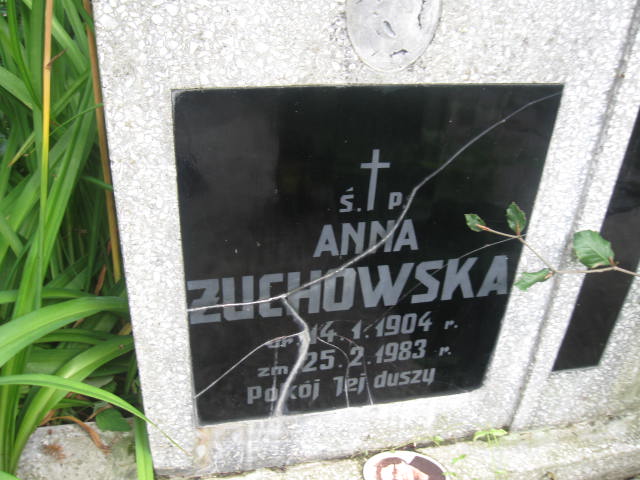 Ś. P.
ANNA
ŻUCHOWSKA
ur. 14.1.1904 r.
zm. 25.2.1983 r.
Pokój Jej duszy